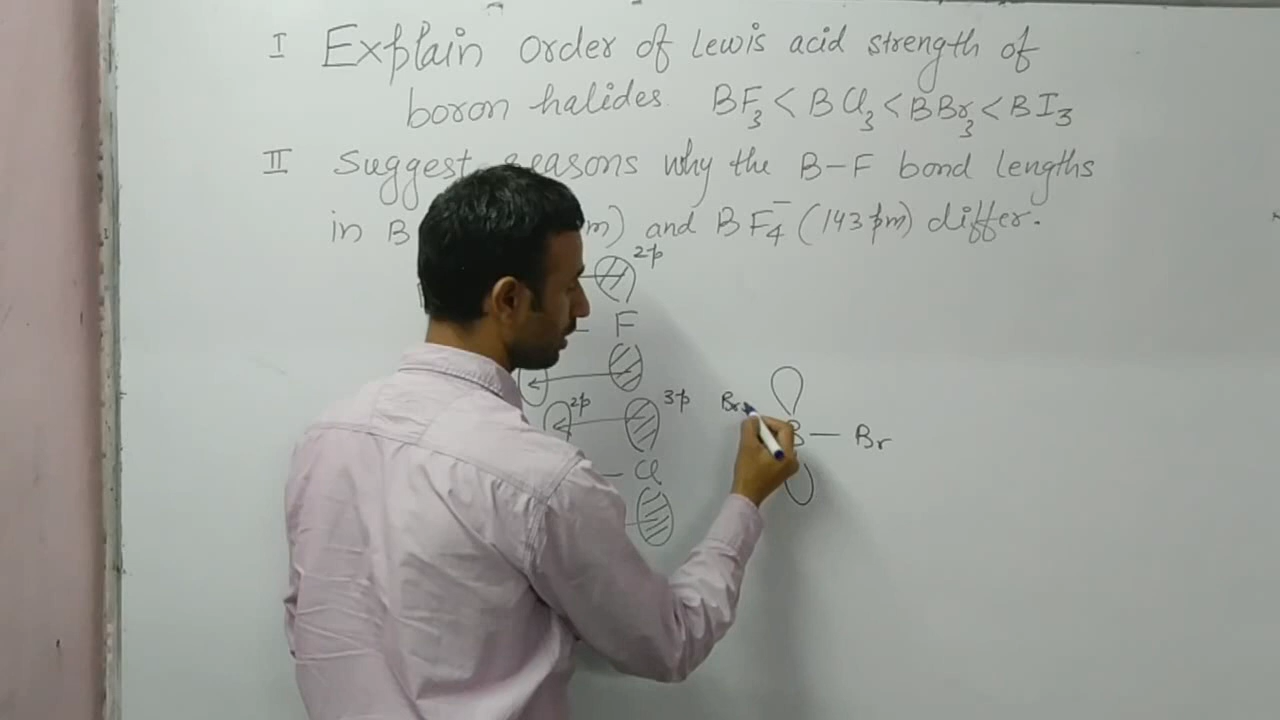 I Explain order of Lewis acid strength of
boron halides. BF₃ < BCl₃ < BBr₃ < BI₃
II Suggest reasons why the B–F bond lengths
in B m) and BF₄⁻ (143 pm) differ.
2p
– F
2p 3p
– Cl
Br
B — Br